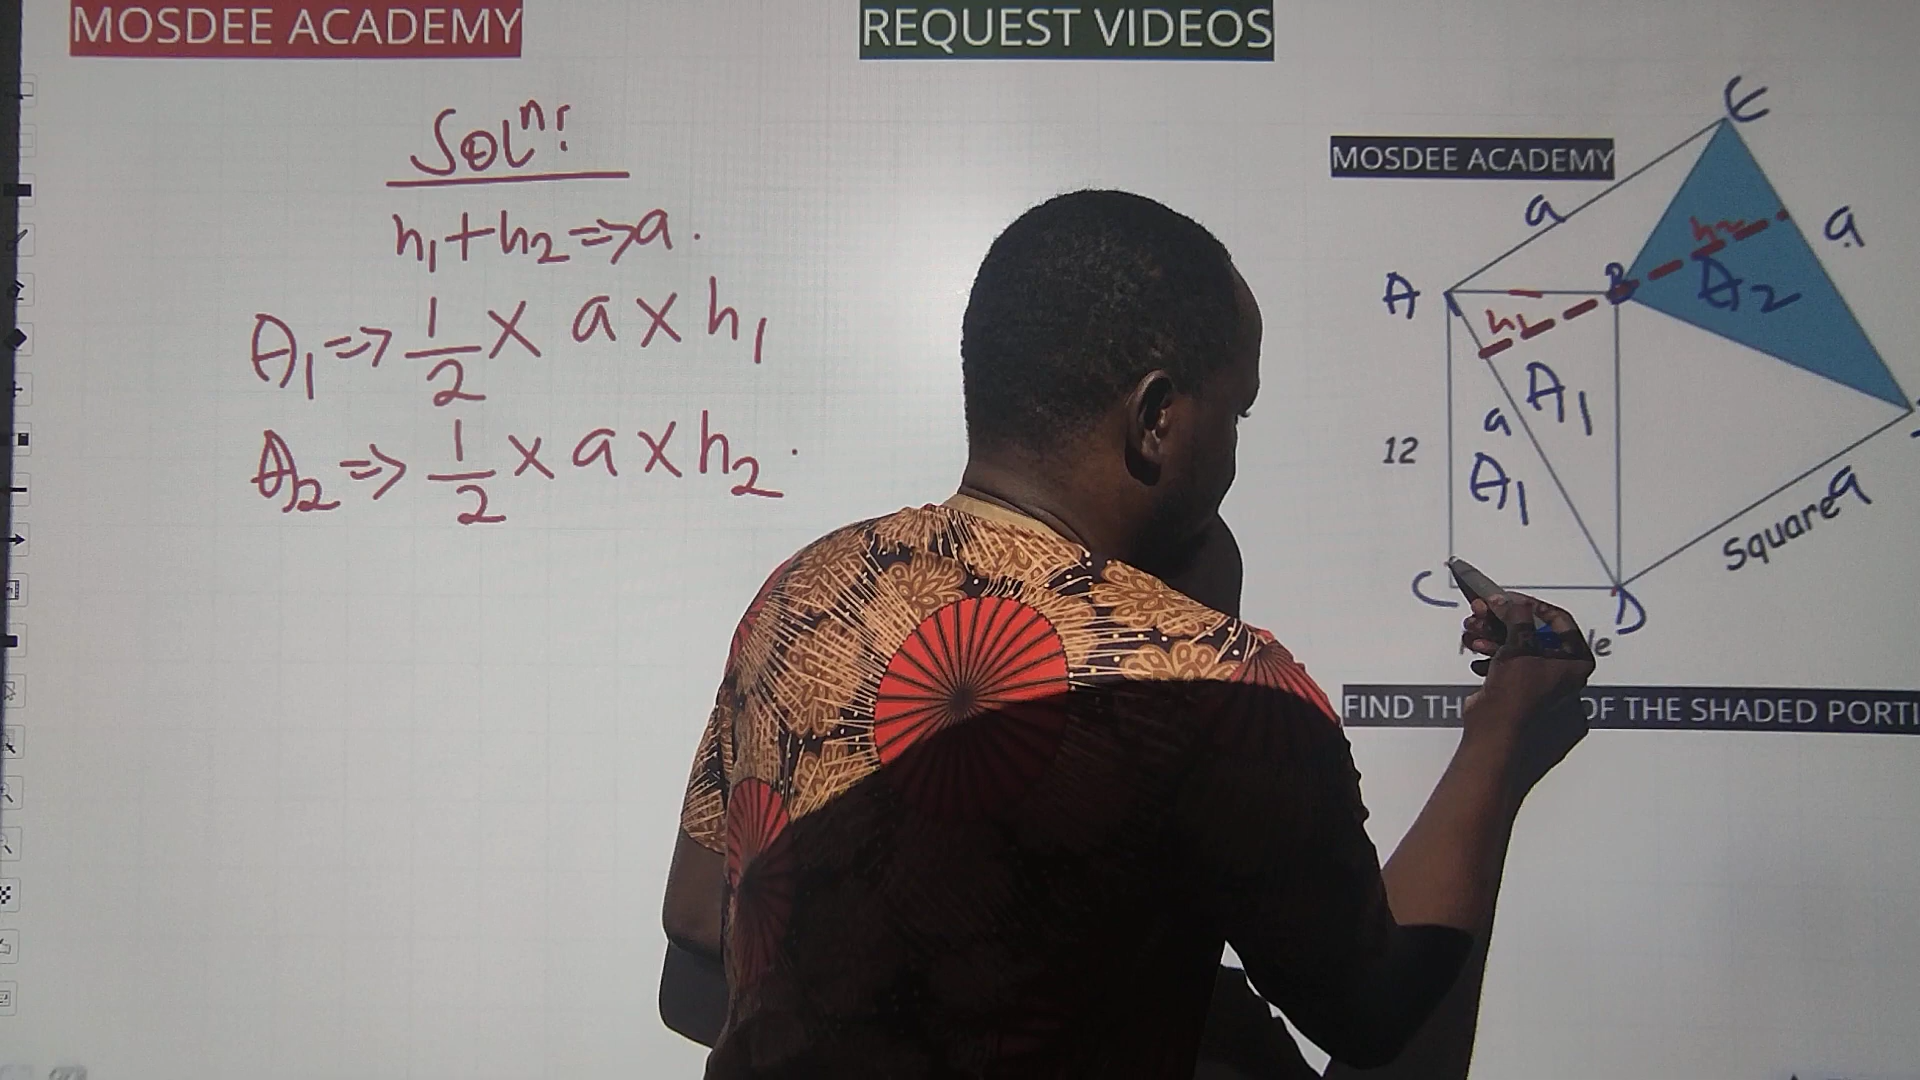 MOSDEE ACADEMY
REQUEST VIDEOS
Solⁿ:
h₁+h₂⇒a.
A₁⇒1/2×a×h₁
A₂⇒1/2×a×h₂.
MOSDEE ACADEMY
E
a
a
h₂
A
B
A₂
h₁
A₁
a
12
A₁
a
Square
C
D
le
FIND TH OF THE SHADED PORTI